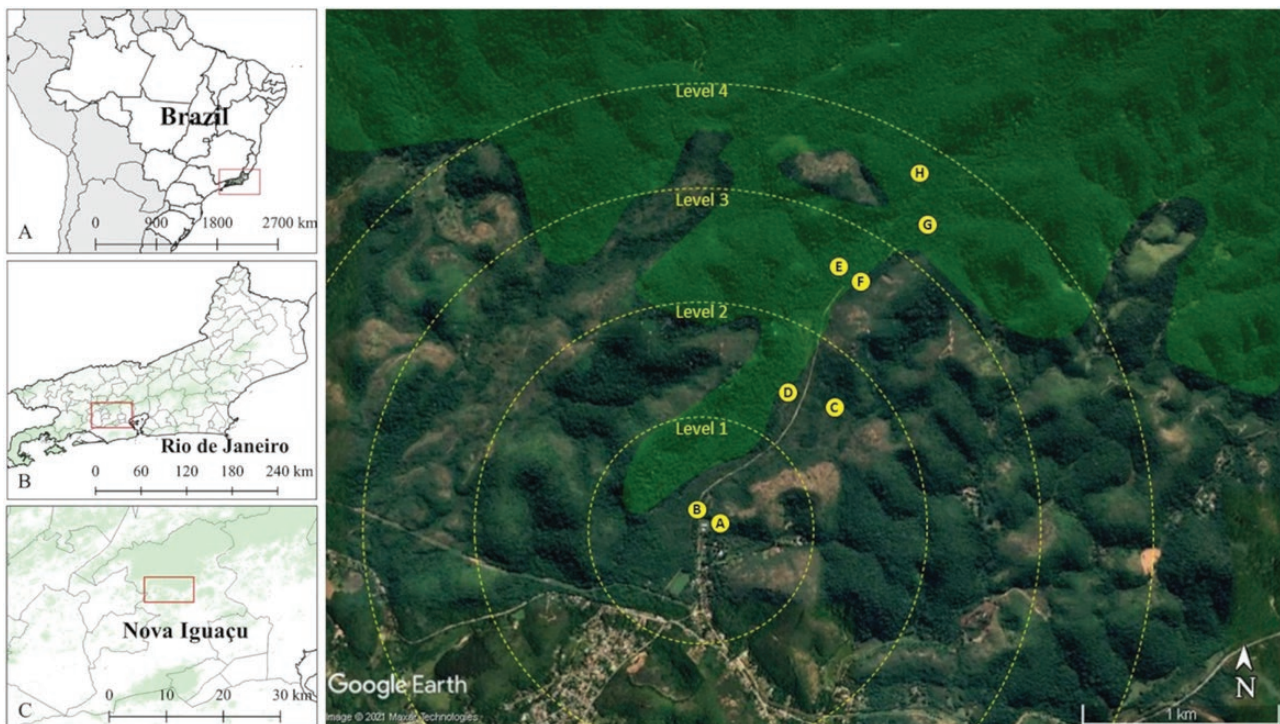 Brazil
0 900 1800 2700 km
A
Rio de Janeiro
0 60 120 180 240 km
B
Nova Iguaçu
0 10 20 30 km
C
Level 4
H
Level 3
G
E
F
Level 2
D
C
Level 1
B
A
Google Earth
Image © 2021 Maxar Technologies
1 km
N